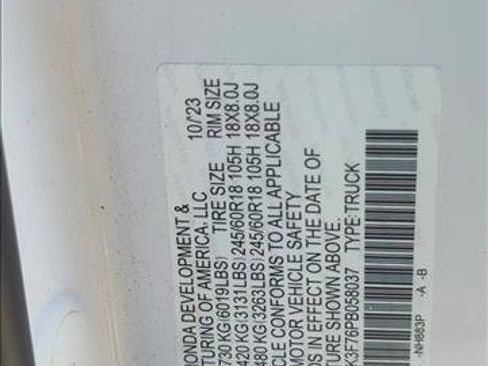 HONDA DEVELOPMENT & 10/23
TURING OF AMERICA, LLC
TIRE SIZE RIM SIZE
730 KG(6019LBS)
420 KG(3131LBS) 245/60R18 105H 18X8.0J
480 KG(3263LBS) 245/60R18 105H 18X8.0J
CLE CONFORMS TO ALL APPLICABLE
MOTOR VEHICLE SAFETY
DS IN EFFECT ON THE DATE OF
TURE SHOWN ABOVE.
K3F76PB058037 TYPE:TRUCK
-NH883P -A -B